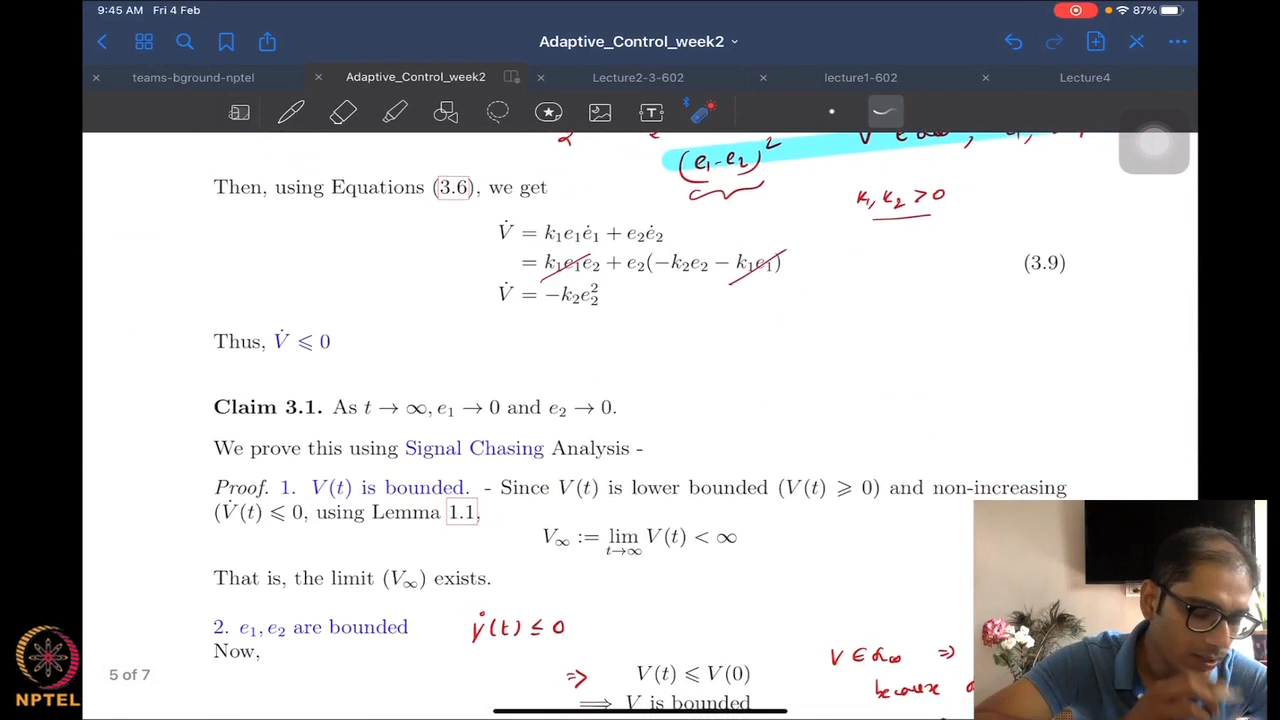 9:45 AM Fri 4 Feb
87%
Adaptive_Control_week2
teams-bground-nptel
Adaptive_Control_week2
Lecture2-3-602
lecture1-602
Lecture4
(e₁-e₂)²
Then, using Equations (3.6), we get
k₁, k₂ > 0
V̇ = k₁e₁ė₁ + e₂ė₂
= k₁e₁e₂ + e₂(−k₂e₂ − k₁e₁)
(3.9)
V̇ = −k₂e₂²
Thus, V̇ ⩽ 0
Claim 3.1. As t → ∞, e₁ → 0 and e₂ → 0.
We prove this using Signal Chasing Analysis -
Proof. 1. V(t) is bounded. - Since V(t) is lower bounded (V(t) ⩾ 0) and non-increasing
(V̇(t) ⩽ 0, using Lemma 1.1,
V∞ := lim t→∞ V(t) < ∞
That is, the limit (V∞) exists.
2. e₁, e₂ are bounded
V̇(t) ≤ 0
Now,
V ∈ L∞ ⇒
⇒ V(t) ⩽ V(0)
because
⟹ V is bounded
5 of 7
NPTEL